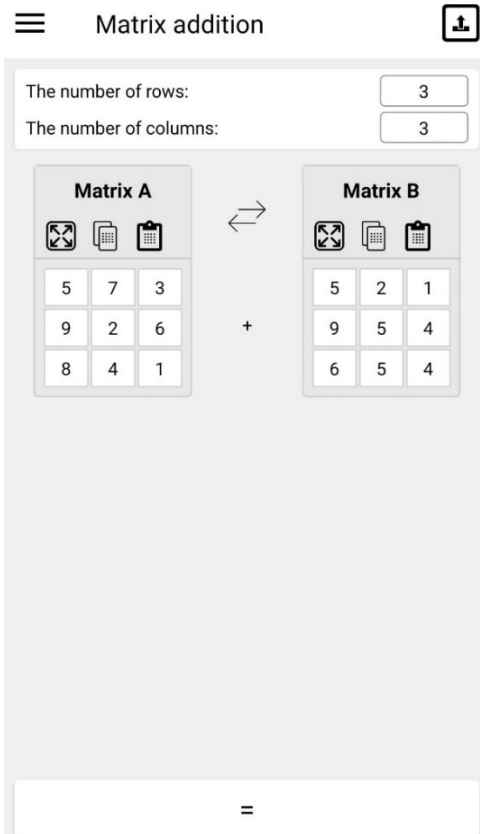 Matrix addition
The number of rows: 3
The number of columns: 3
Matrix A Matrix B
5 7 3 5 2 1
9 2 6 + 9 5 4
8 4 1 6 5 4
=